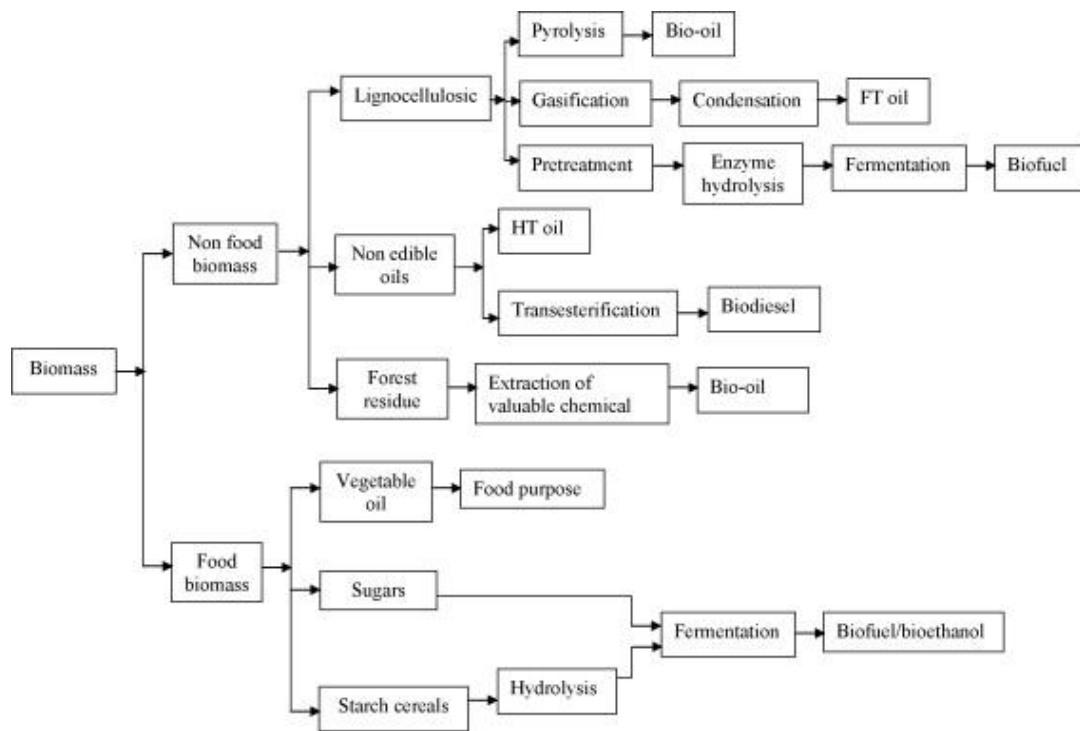 Pyrolysis
Bio-oil
Lignocellulosic
Gasification
Condensation
FT oil
Pretreatment
Enzyme
hydrolysis
Fermentation
Biofuel
HT oil
Non food
biomass
Non edible
oils
Transesterification
Biodiesel
Biomass
Forest
residue
Extraction of
valuable chemical
Bio-oil
Vegetable
oil
Food purpose
Food
biomass
Sugars
Fermentation
Biofuel/bioethanol
Hydrolysis
Starch cereals